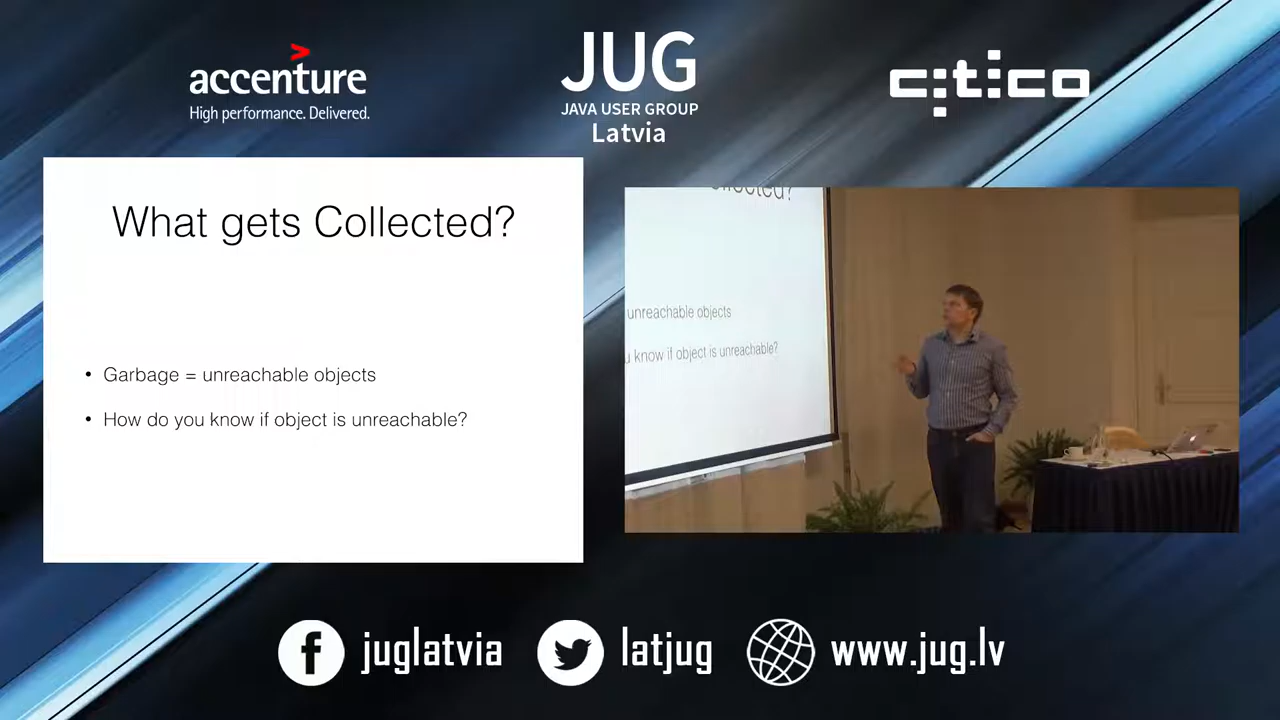 accenture
High performance. Delivered.
JUG
JAVA USER GROUP
Latvia
citico
What gets Collected?
• Garbage = unreachable objects
• How do you know if object is unreachable?
unreachable objects
u know if object is unreachable?
juglatvia
latjug
www.jug.lv